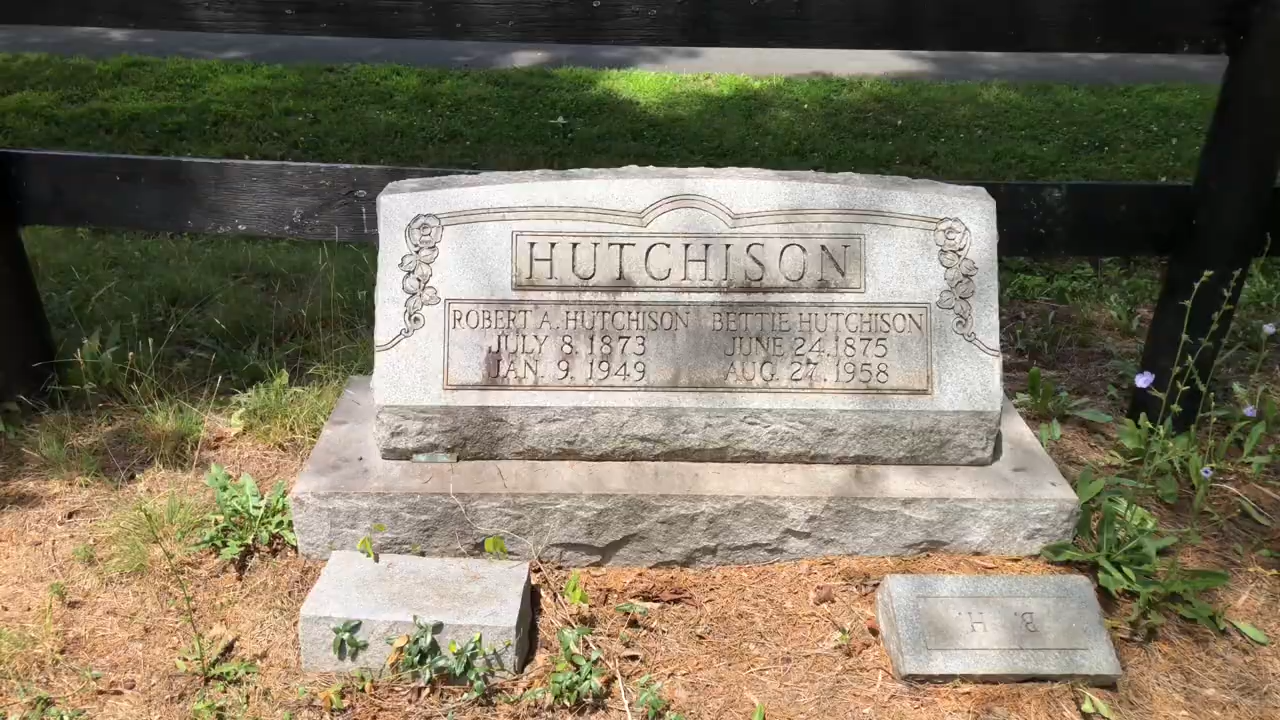 HUTCHISON
ROBERT A. HUTCHISON
JULY 8, 1873
JAN. 9, 1949
BETTIE HUTCHISON
JUNE 24, 1875
AUG. 27, 1958
B. H.